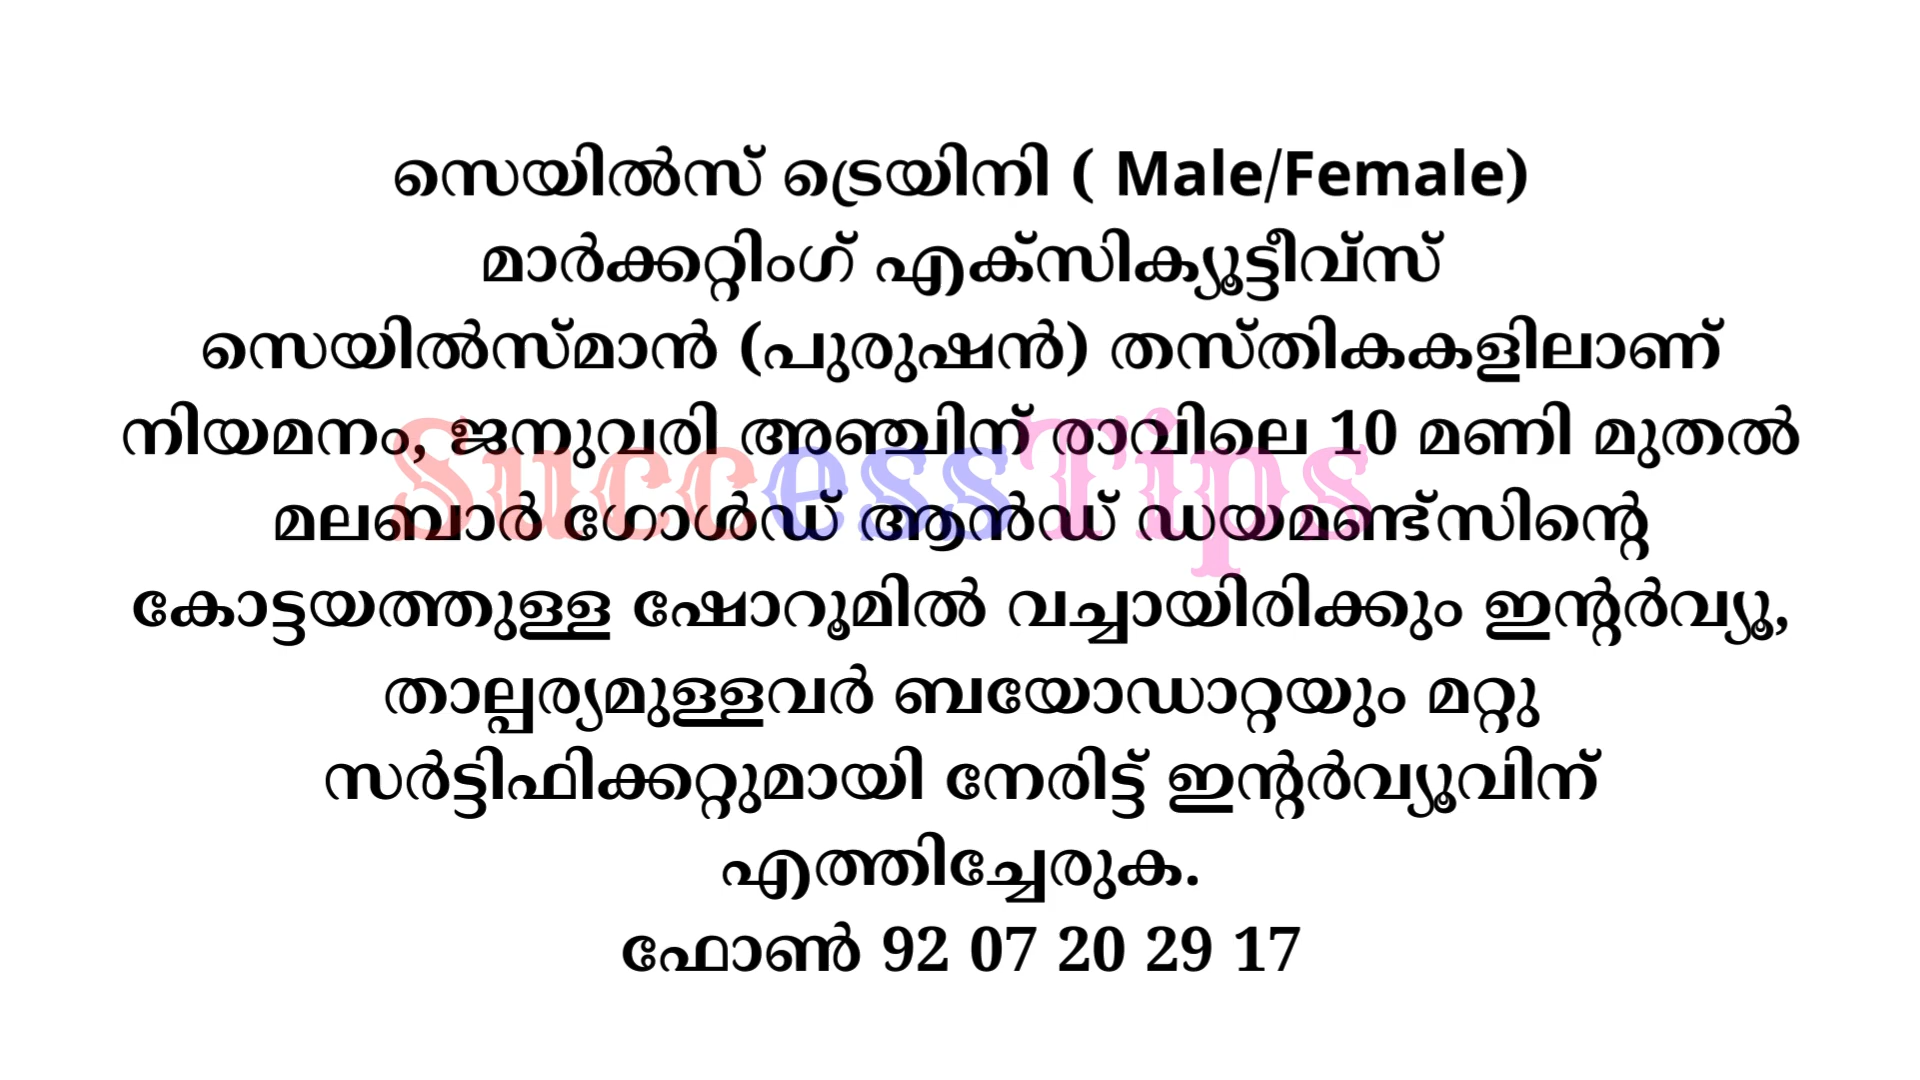 സെയിൽസ് ട്രെയിനി ( Male/Female)
മാർക്കറ്റിംഗ് എക്സിക്യൂട്ടീവ്സ്
സെയിൽസ്മാൻ (പുരുഷൻ) തസ്തികകളിലാണ്
നിയമനം, ജനുവരി അഞ്ചിന് രാവിലെ 10 മണി മുതൽ
SuccessTips
മലബാർ ഗോൾഡ് ആൻഡ് ഡയമണ്ട്സിന്റെ
കോട്ടയത്തുള്ള ഷോറൂമിൽ വച്ചായിരിക്കും ഇന്റർവ്യൂ,
താല്പര്യമുള്ളവർ ബയോഡാറ്റയും മറ്റു
സർട്ടിഫിക്കറ്റുമായി നേരിട്ട് ഇന്റർവ്യൂവിന്
എത്തിച്ചേരുക.
ഫോൺ 92 07 20 29 17